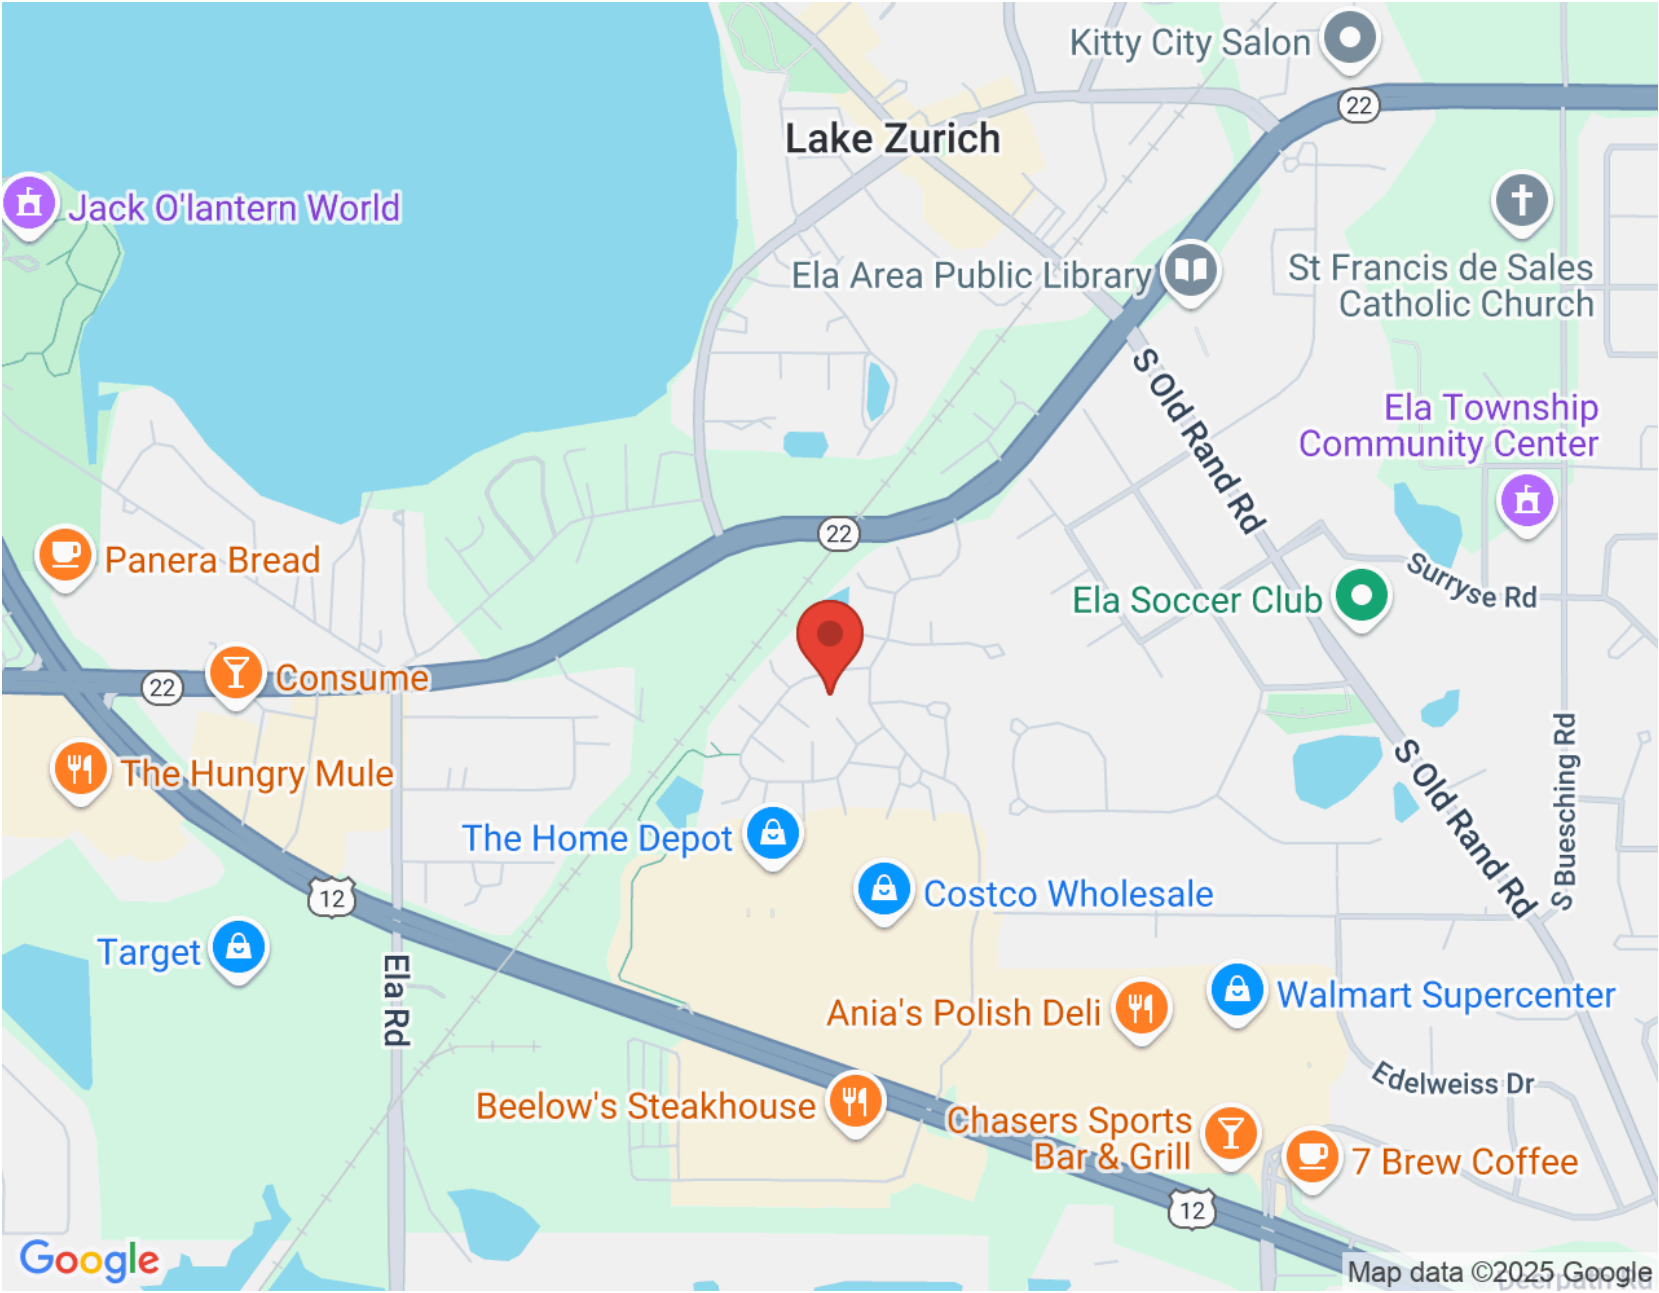 Kitty City Salon
22
Lake Zurich
Jack O'lantern World
Ela Area Public Library
St Francis de Sales
Catholic Church
S Old Rand Rd
Ela Township
Community Center
22
Panera Bread
Surryse Rd
Ela Soccer Club
22
Consume
The Hungry Mule
S Old Rand Rd
S Buesching Rd
The Home Depot
12
Costco Wholesale
Target
Ela Rd
Ania's Polish Deli
Walmart Supercenter
Edelweiss Dr
Beelow's Steakhouse
Chasers Sports
Bar & Grill
7 Brew Coffee
12
Google
Map data ©2025 Google
Deerpath Rd